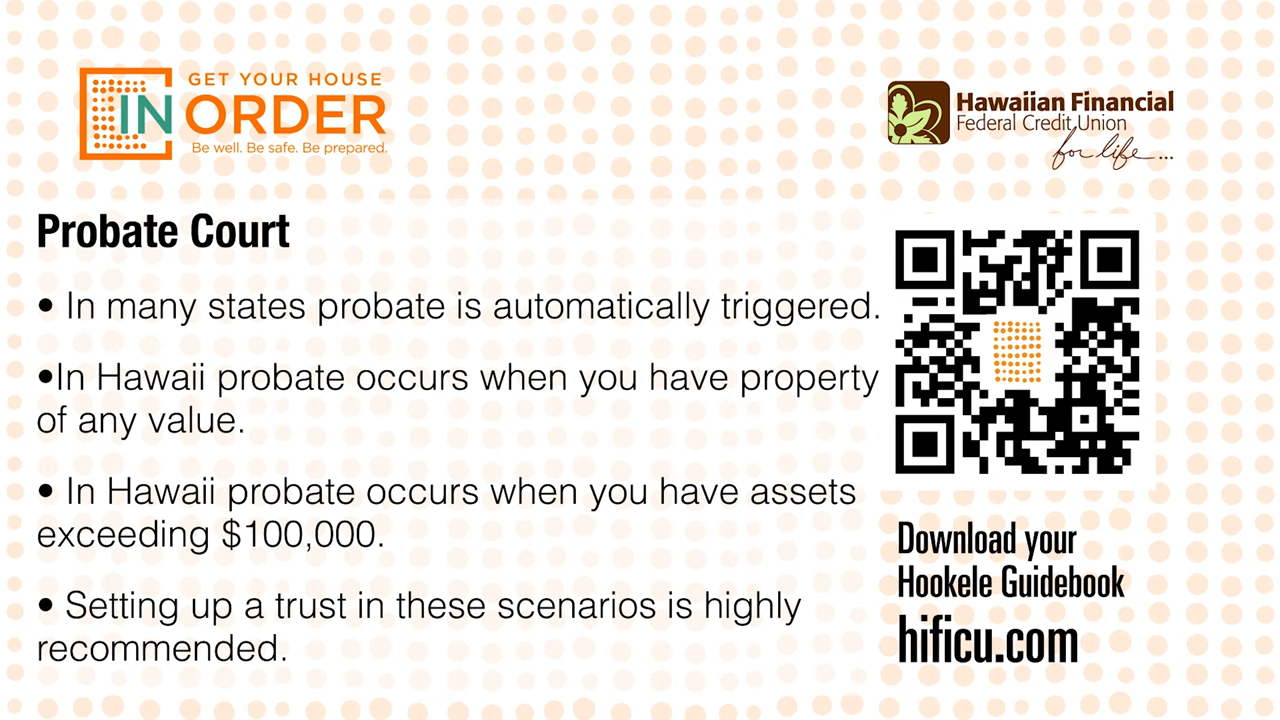 GET YOUR HOUSE
IN ORDER
Be well. Be safe. Be prepared.
Hawaiian Financial
Federal Credit Union
for life...
Probate Court
• In many states probate is automatically triggered.
•In Hawaii probate occurs when you have property
of any value.
• In Hawaii probate occurs when you have assets
exceeding $100,000.
• Setting up a trust in these scenarios is highly
recommended.
Download your
Hookele Guidebook
hificu.com